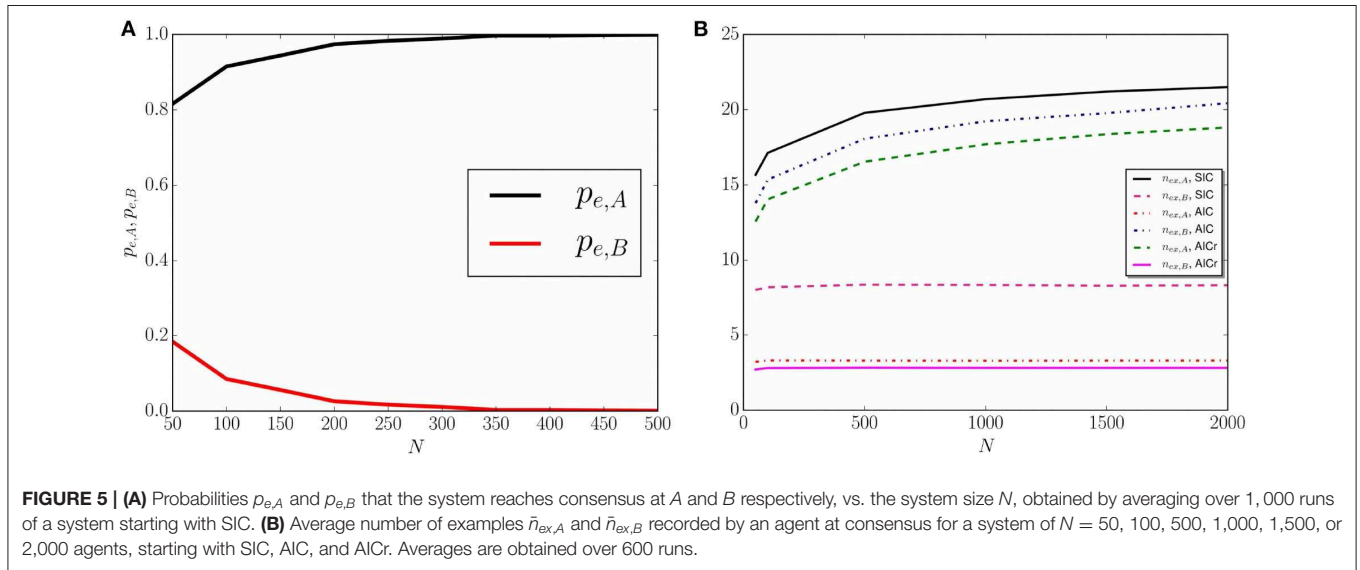 A
1.0
0.8
0.6
0.4
0.2
0.0
p_{e,A}, p_{e,B}
p_{e,A}
p_{e,B}
50 100 150 200 250 300 350 400 450 500
N
B
25
20
15
10
5
0
n_{ex,A}, SIC
n_{ex,B}, SIC
n_{ex,A}, AIC
n_{ex,B}, AIC
n_{ex,A}, AICr
n_{ex,B}, AICr
0 500 1000 1500 2000
N
FIGURE 5 | (A) Probabilities p_{e,A} and p_{e,B} that the system reaches consensus at A and B respectively, vs. the system size N, obtained by averaging over 1, 000 runs
of a system starting with SIC. (B) Average number of examples n̄_{ex,A} and n̄_{ex,B} recorded by an agent at consensus for a system of N = 50, 100, 500, 1,000, 1,500, or
2,000 agents, starting with SIC, AIC, and AICr. Averages are obtained over 600 runs.